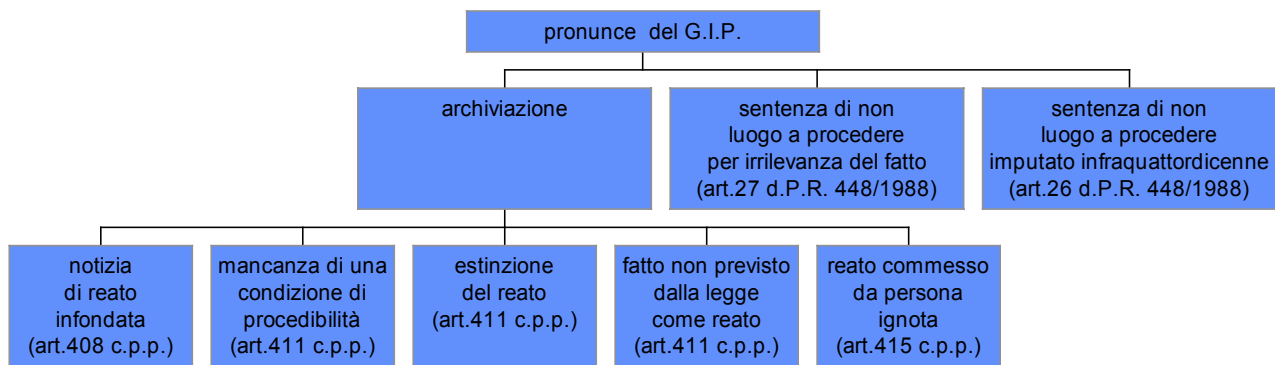 pronunce del G.I.P.
archiviazione
sentenza di non
luogo a procedere
per irrilevanza del fatto
(art.27 d.P.R. 448/1988)
sentenza di non
luogo a procedere
imputato infraquattordicenne
(art.26 d.P.R. 448/1988)
notizia
di reato
infondata
(art.408 c.p.p.)
mancanza di una
condizione di
procedibilità
(art.411 c.p.p.)
estinzione
del reato
(art.411 c.p.p.)
fatto non previsto
dalla legge
come reato
(art.411 c.p.p.)
reato commesso
da persona
ignota
(art.415 c.p.p.)